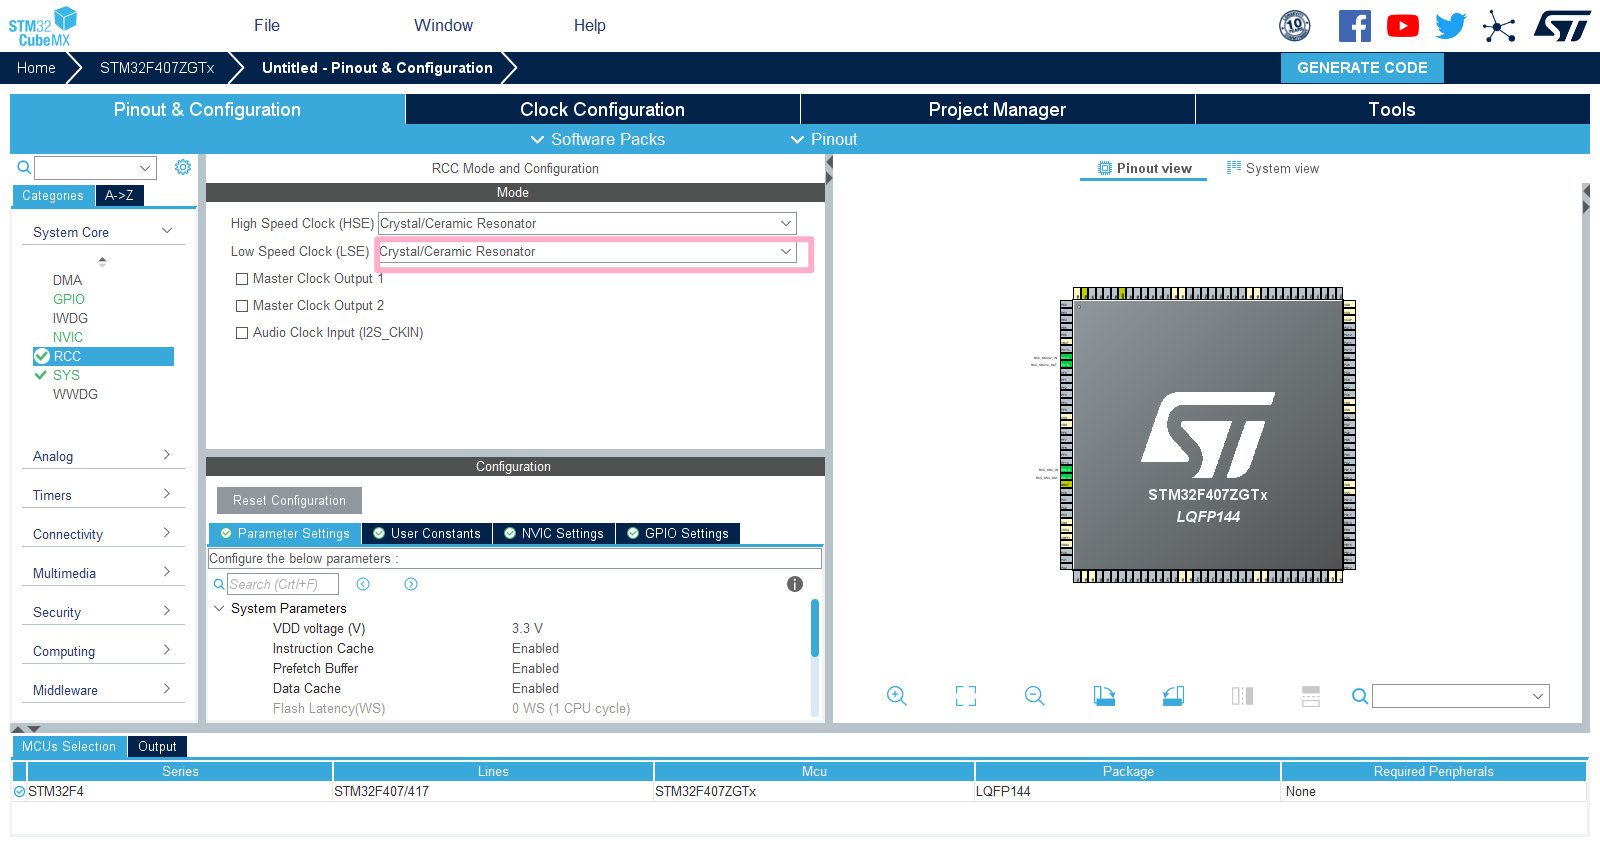 STM32 CubeMX
File
Window
Help
10
Home
STM32F407ZGTx
Untitled - Pinout & Configuration
GENERATE CODE
Pinout & Configuration
Clock Configuration
Project Manager
Tools
Software Packs
Pinout
Categories
A->Z
System Core
DMA
GPIO
IWDG
NVIC
RCC
SYS
WWDG
Analog
Timers
Connectivity
Multimedia
Security
Computing
Middleware
RCC Mode and Configuration
Mode
High Speed Clock (HSE) Crystal/Ceramic Resonator
Low Speed Clock (LSE) Crystal/Ceramic Resonator
Master Clock Output 1
Master Clock Output 2
Audio Clock Input (I2S_CKIN)
Configuration
Reset Configuration
Parameter Settings
User Constants
NVIC Settings
GPIO Settings
Configure the below parameters :
Search (Crtl+F)
System Parameters
VDD voltage (V) 3.3 V
Instruction Cache Enabled
Prefetch Buffer Enabled
Data Cache Enabled
Flash Latency(WS) 0 WS (1 CPU cycle)
Pinout view
System view
STM32F407ZGTx
LQFP144
MCUs Selection
Output
Series Lines Mcu Package Required Peripherals
STM32F4 STM32F407/417 STM32F407ZGTx LQFP144 None